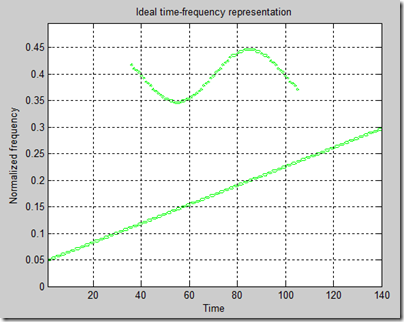 Ideal time-frequency representation
Normalized frequency
0.45
0.4
0.35
0.3
0.25
0.2
0.15
0.1
0.05
0
20 40 60 80 100 120 140
Time